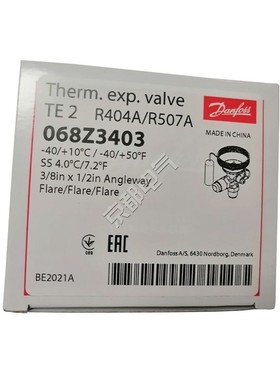 Therm. exp. valve
TE 2 R404A/R507A
068Z3403
-40/+10°C / -40/+50°F
SS 4.0°C/7.2°F
3/8in x 1/2in Angleway
Flare/Flare/Flare
Danfoss
MADE IN CHINA
EAC
089
Danfoss A/S, 6430 Nordborg, Denmark
BE2021A